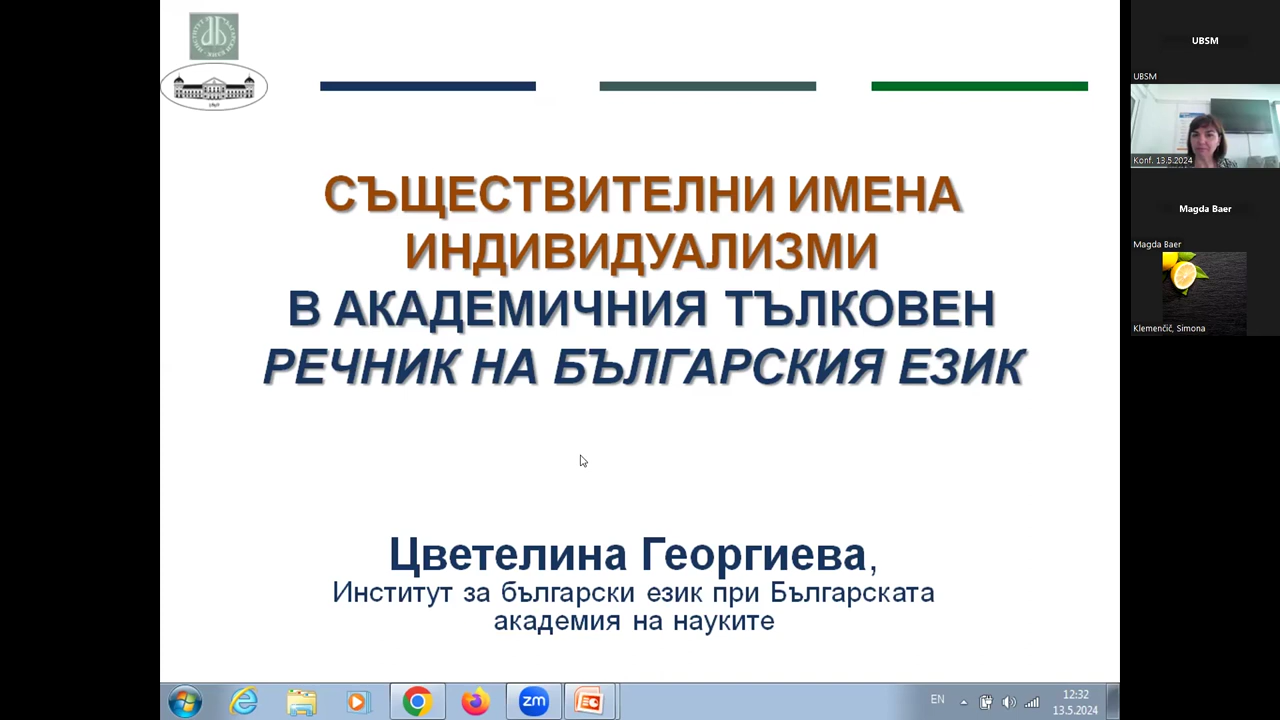 СЪЩЕСТВИТЕЛНИ ИМЕНА
ИНДИВИДУАЛИЗМИ
В АКАДЕМИЧНИЯ ТЪЛКОВЕН
РЕЧНИК НА БЪЛГАРСКИЯ ЕЗИК
Цветелина Георгиева,
Институт за български език при Българската
академия на науките
UBSM
UBSM
Konf. 13.5.2024
Magda Baer
Magda Baer
Klemenčič, Simona
zm
EN
12:32
13.5.2024